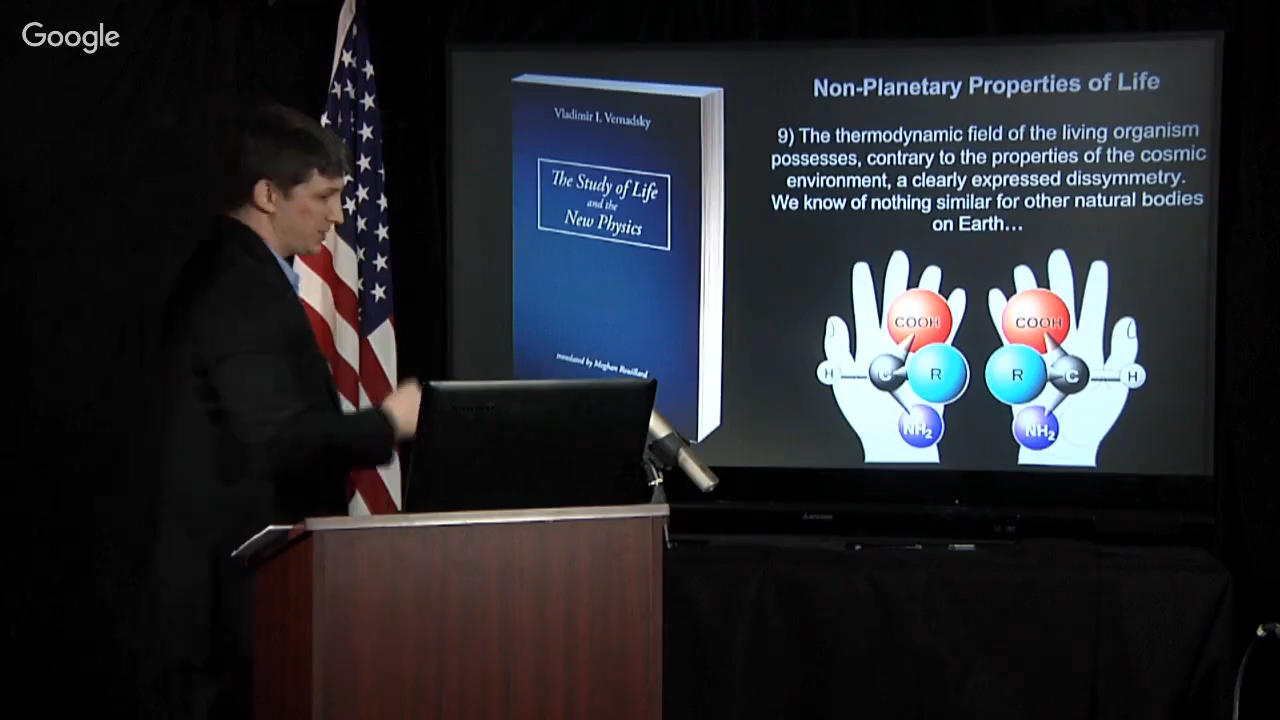 Google
Vladimir I. Vernadsky
The Study of Life
and the
New Physics
translated by Meghan Rouillard
Non-Planetary Properties of Life
9) The thermodynamic field of the living organism
possesses, contrary to the properties of the cosmic
environment, a clearly expressed dissymmetry.
We know of nothing similar for other natural bodies
on Earth...
COOH
COOH
H
C
R
R
C
H
NH2
NH2